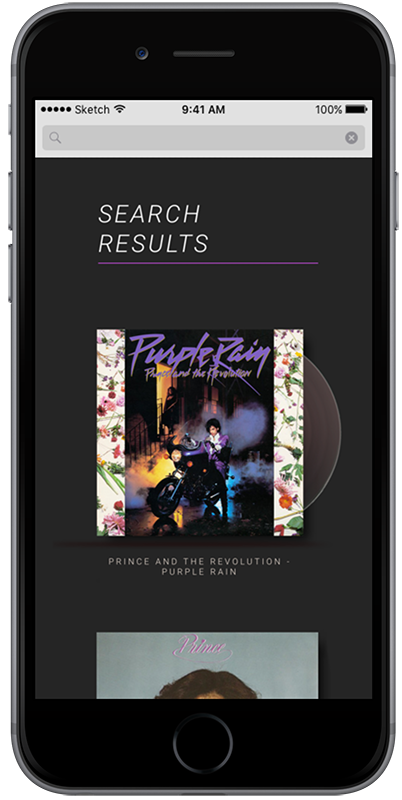 Sketch 9:41 AM 100%
SEARCH
RESULTS
Purple Rain
Prince and the Revolution
PRINCE AND THE REVOLUTION -
PURPLE RAIN
Prince